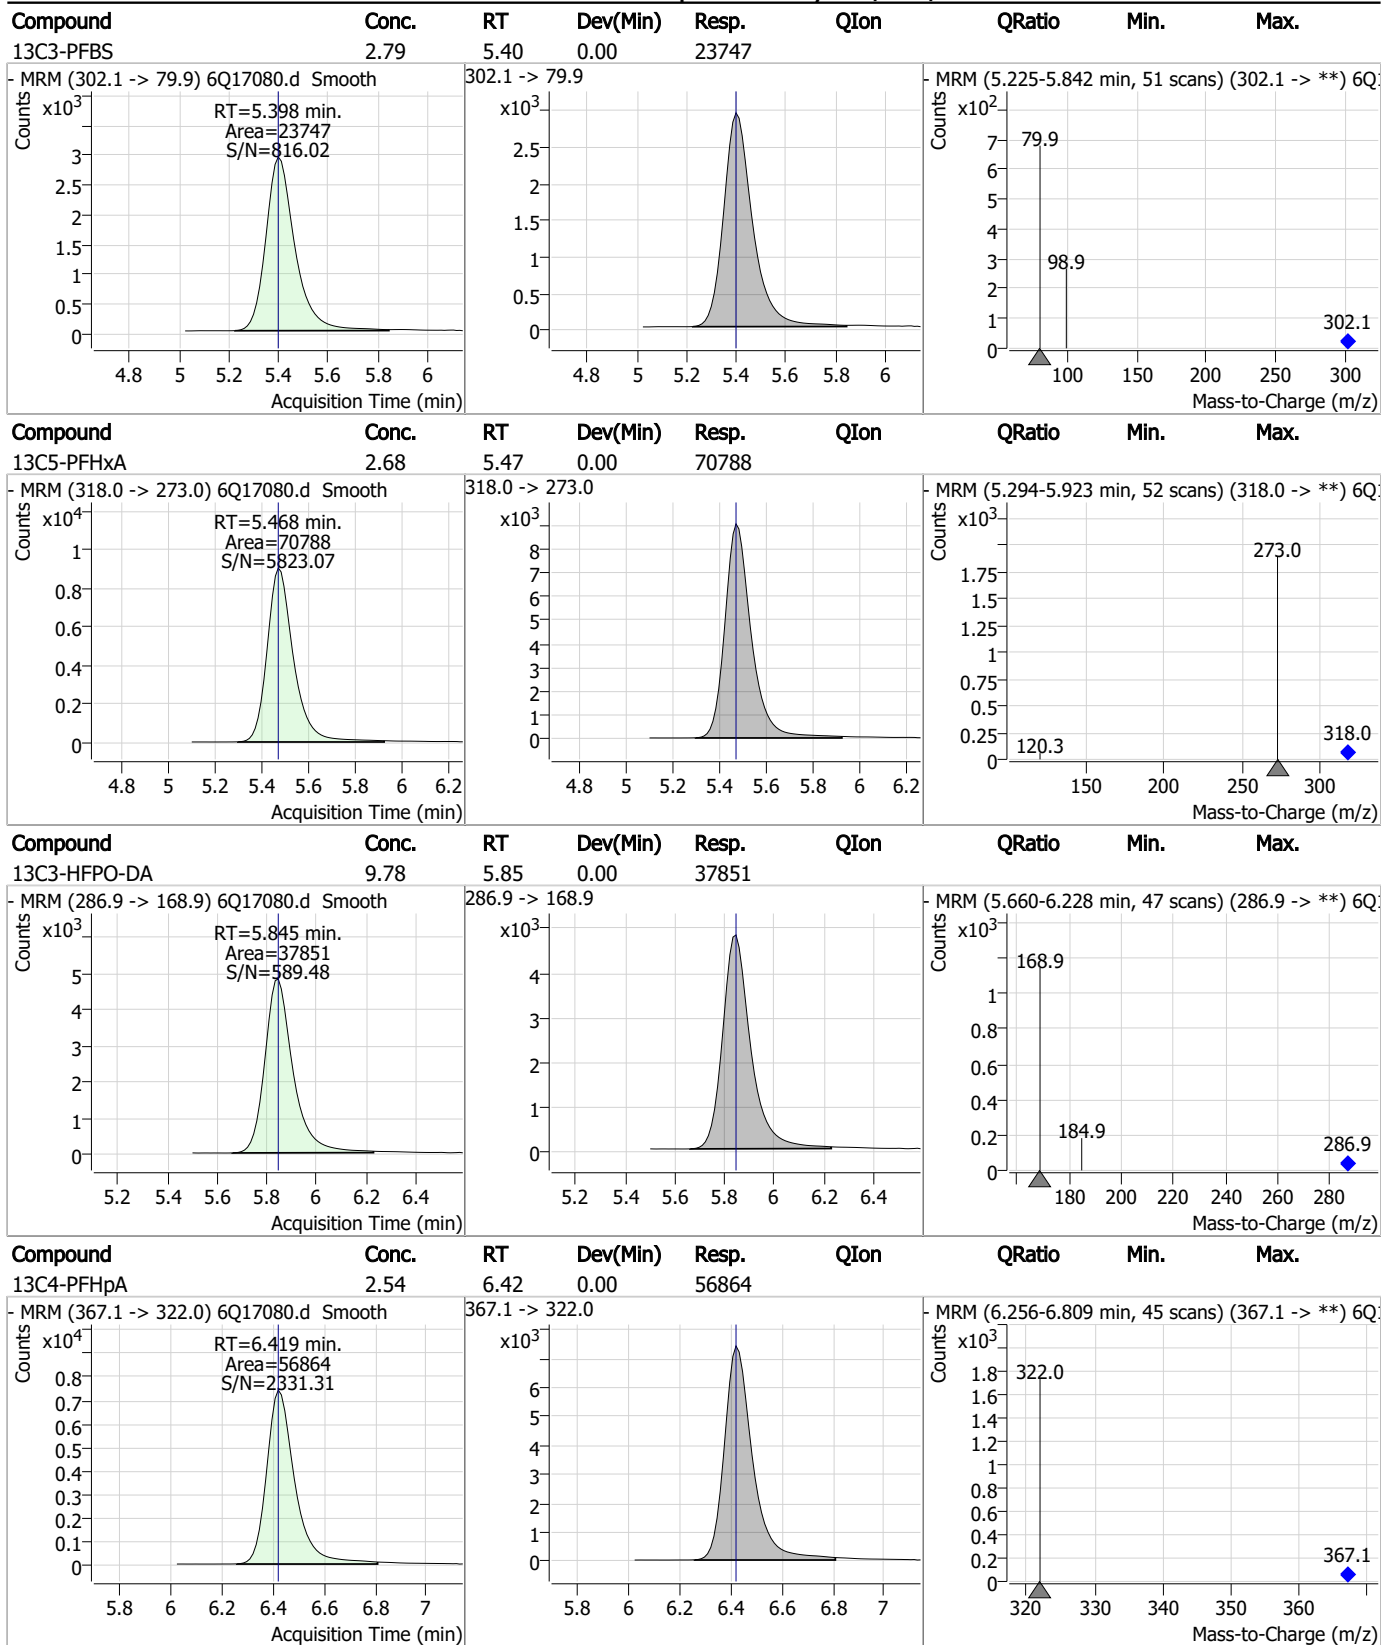 Compound Conc. RT Dev(Min) Resp. QIon QRatio Min. Max.
13C3-PFBS 2.79 5.40 0.00 23747
- MRM (302.1 -> 79.9) 6Q17080.d Smooth
Counts
x10³
RT=5.398 min.
Area=23747
S/N=816.02
3
2.5
2
1.5
1
0.5
0
4.8 5 5.2 5.4 5.6 5.8 6
Acquisition Time (min)
302.1 -> 79.9
x10³
2.5
2
1.5
1
0.5
0
4.8 5 5.2 5.4 5.6 5.8 6
- MRM (5.225-5.842 min, 51 scans) (302.1 -> **) 6Q
Counts
x10²
7
6
5
4
3
2
1
0
79.9
98.9
302.1
100 150 200 250 300
Mass-to-Charge (m/z)
Compound Conc. RT Dev(Min) Resp. QIon QRatio Min. Max.
13C5-PFHxA 2.68 5.47 0.00 70788
- MRM (318.0 -> 273.0) 6Q17080.d Smooth
Counts
x10⁴
RT=5.468 min.
Area=70788
S/N=5823.07
1
0.8
0.6
0.4
0.2
0
4.8 5 5.2 5.4 5.6 5.8 6 6.2
Acquisition Time (min)
318.0 -> 273.0
x10³
8
7
6
5
4
3
2
1
0
4.8 5 5.2 5.4 5.6 5.8 6 6.2
- MRM (5.294-5.923 min, 52 scans) (318.0 -> **) 6Q
Counts
x10³
1.75
1.5
1.25
1
0.75
0.5
0.25
0
273.0
120.3
318.0
150 200 250 300
Mass-to-Charge (m/z)
Compound Conc. RT Dev(Min) Resp. QIon QRatio Min. Max.
13C3-HFPO-DA 9.78 5.85 0.00 37851
- MRM (286.9 -> 168.9) 6Q17080.d Smooth
Counts
x10³
RT=5.845 min.
Area=37851
S/N=589.48
5
4
3
2
1
0
5.2 5.4 5.6 5.8 6 6.2 6.4
Acquisition Time (min)
286.9 -> 168.9
x10³
4
3
2
1
0
5.2 5.4 5.6 5.8 6 6.2 6.4
- MRM (5.660-6.228 min, 47 scans) (286.9 -> **) 6Q
Counts
x10³
1
0.8
0.6
0.4
0.2
0
168.9
184.9
286.9
180 200 220 240 260 280
Mass-to-Charge (m/z)
Compound Conc. RT Dev(Min) Resp. QIon QRatio Min. Max.
13C4-PFHpA 2.54 6.42 0.00 56864
- MRM (367.1 -> 322.0) 6Q17080.d Smooth
Counts
x10⁴
RT=6.419 min.
Area=56864
S/N=2331.31
0.8
0.7
0.6
0.5
0.4
0.3
0.2
0.1
0
5.8 6 6.2 6.4 6.6 6.8 7
Acquisition Time (min)
367.1 -> 322.0
x10³
6
5
4
3
2
1
0
5.8 6 6.2 6.4 6.6 6.8 7
- MRM (6.256-6.809 min, 45 scans) (367.1 -> **) 6Q
Counts
x10³
1.8
1.6
1.4
1.2
1
0.8
0.6
0.4
0.2
0
322.0
367.1
320 330 340 350 360
Mass-to-Charge (m/z)